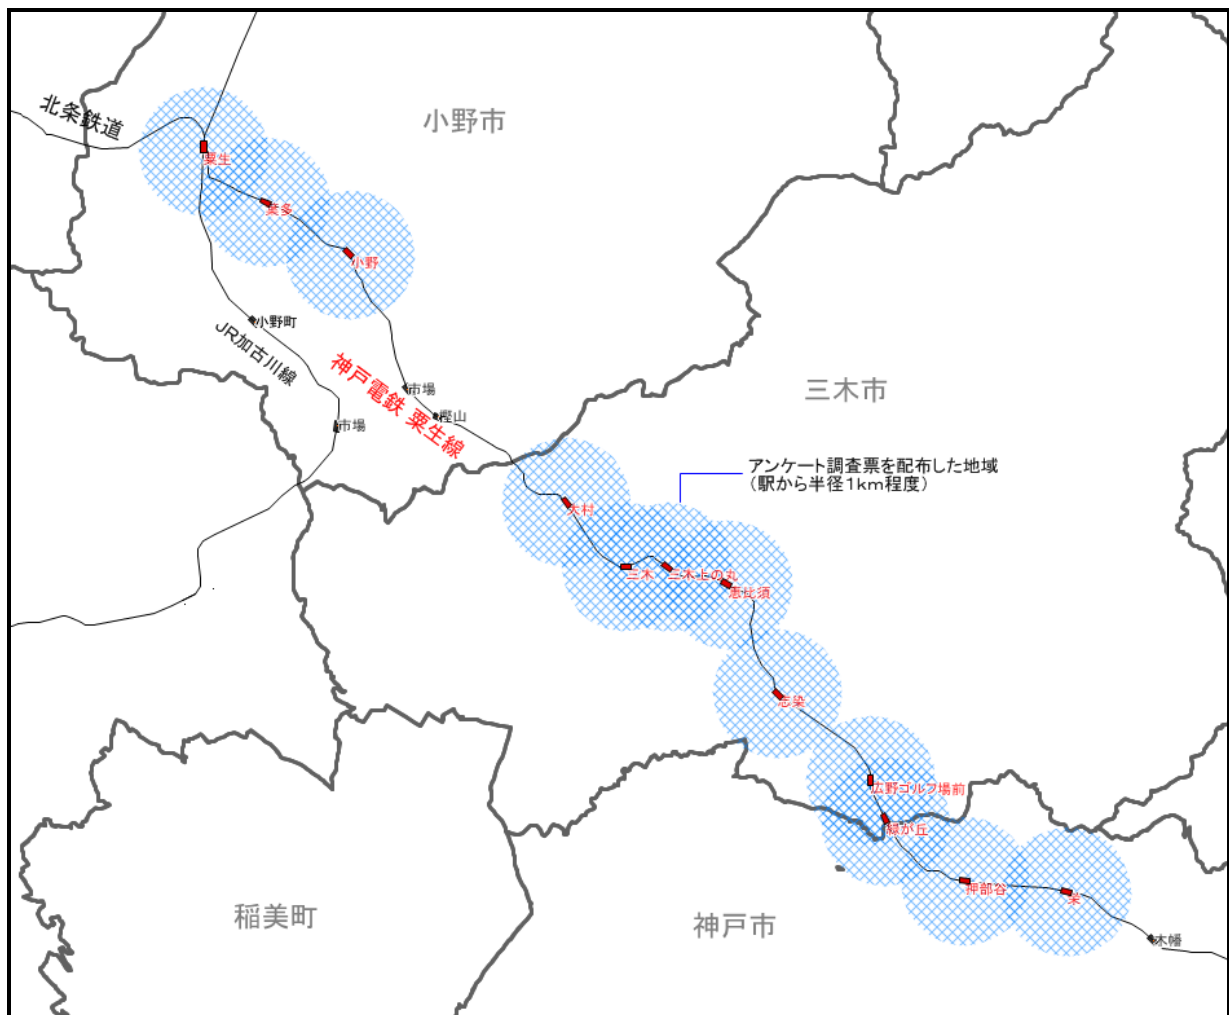 北条鉄道
小野市
粟生
葉多
小野
小野町
JR加古川線
神戸電鉄 粟生線
市場
樫山
市場
三木市
アンケート調査票を配布した地域
(駅から半径1km程度)
大村
三木
三木上の丸
恵比須
志染
広野ゴルフ場前
緑が丘
押部谷
栄
木幡
稲美町
神戸市